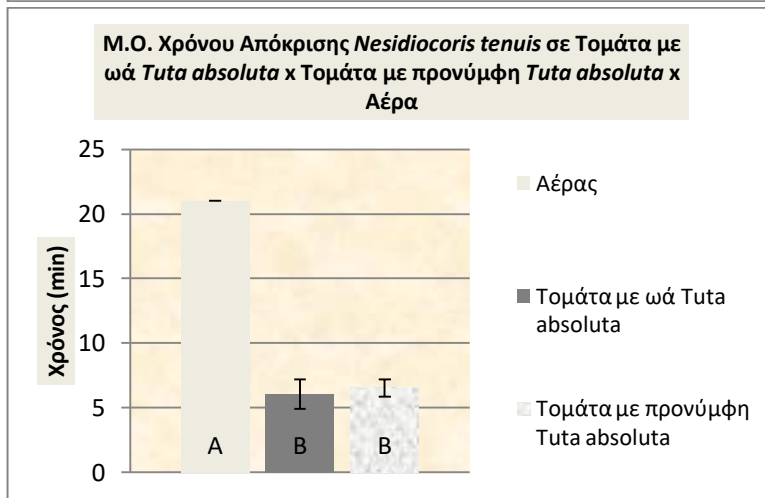 Μ.Ο. Χρόνου Απόκρισης Nesidiocoris tenuis σε Τομάτα με
ωά Tuta absoluta x Τομάτα με προνύμφη Tuta absoluta x
Αέρα
Χρόνος (min)
25
20
15
10
5
0
A
B
B
Αέρας
Τομάτα με ωά Tuta
absoluta
Τομάτα με προνύμφη
Tuta absoluta